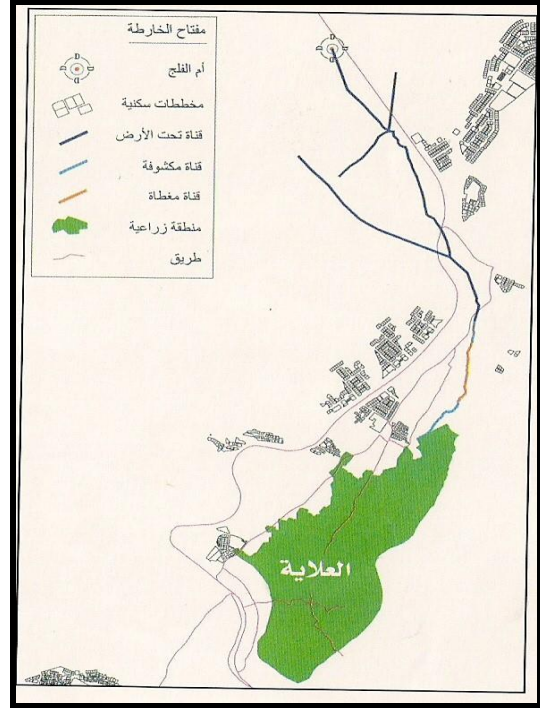 مفتاح الخارطة
أم الفلج
مخططات سكنية
قناة تحت الأرض
قناة مكشوفة
قناة مغطاة
منطقة زراعية
طريق
العلاية